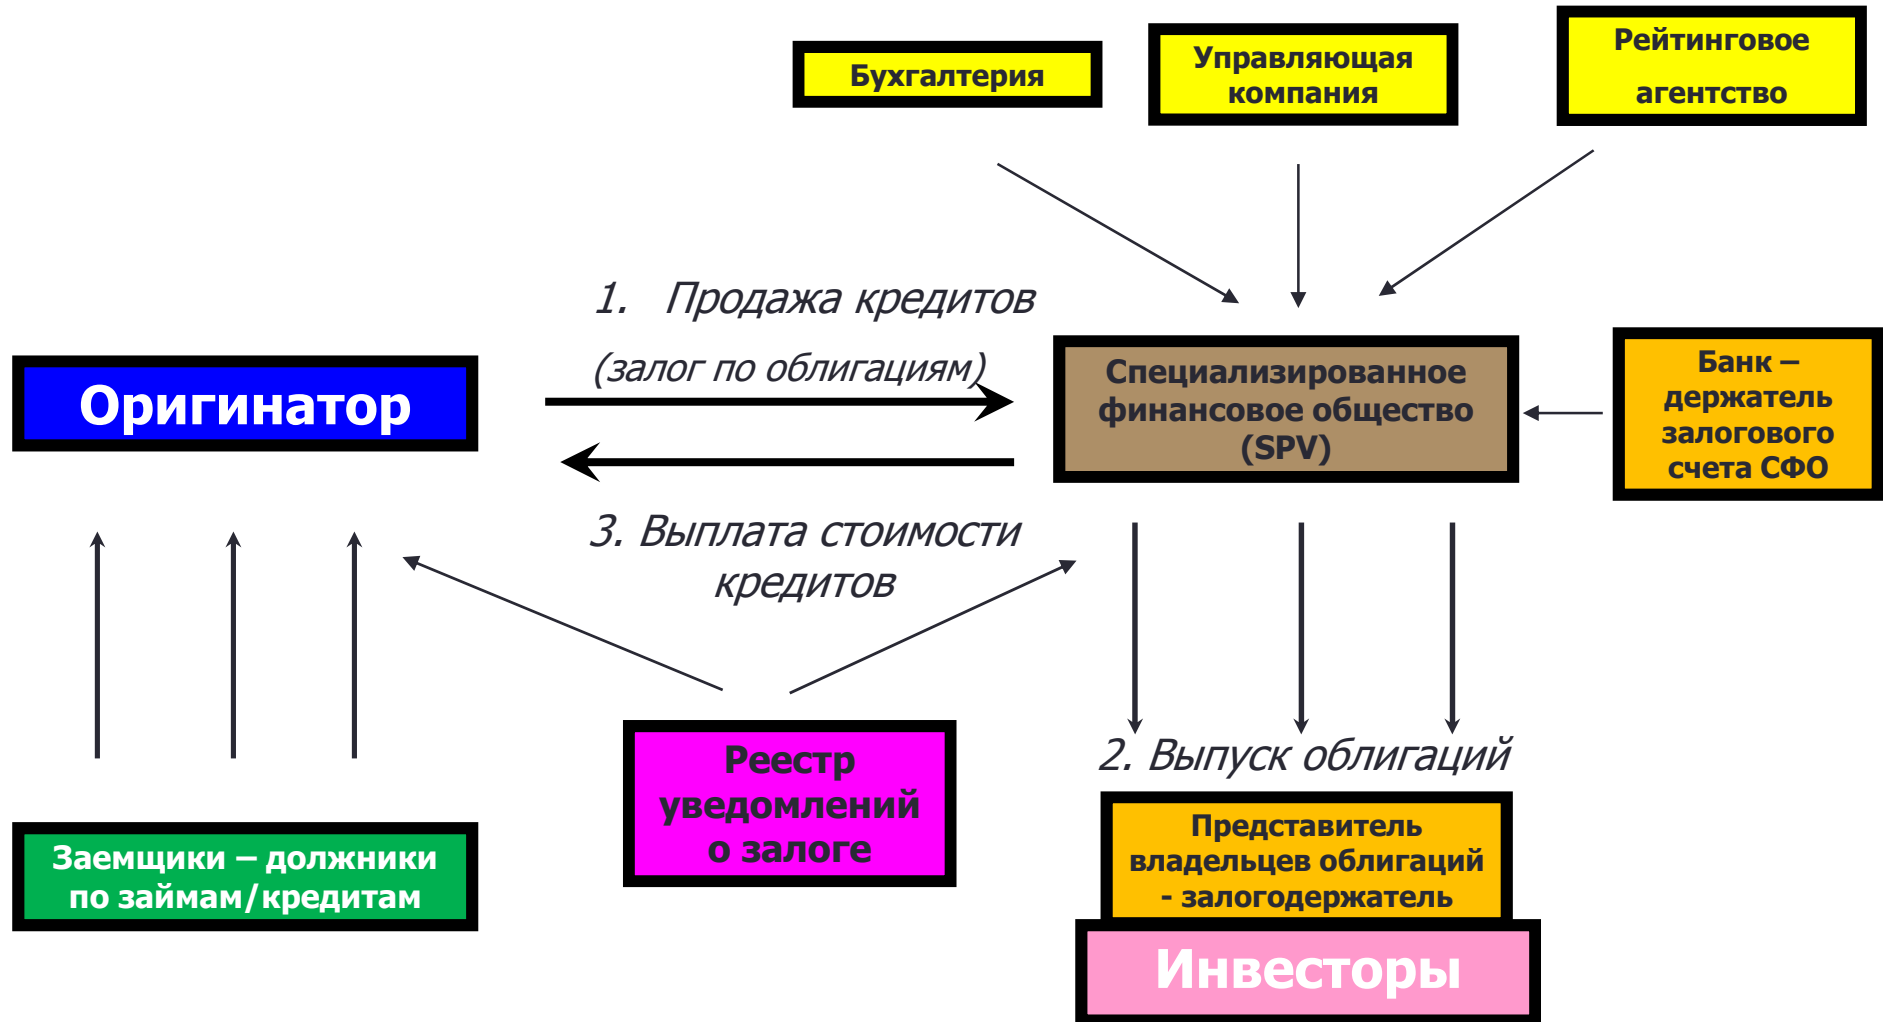 Бухгалтерия
Управляющая
компания
Рейтинговое
агентство
1. Продажа кредитов
(залог по облигациям)
Оригинатор
Специализированное
финансовое общество
(SPV)
Банк –
держатель
залогового
счета СФО
3. Выплата стоимости
кредитов
Реестр
уведомлений
о залоге
2. Выпуск облигаций
Заемщики – должники
по займам/кредитам
Представитель
владельцев облигаций
- залогодержатель
Инвесторы